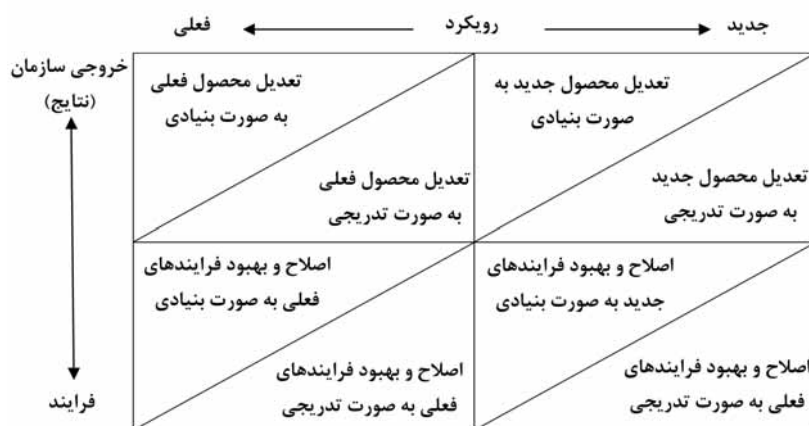 جدید
رویکرد
فعلی
خروجی سازمان
(نتایج)
تعدیل محصول جدید به
صورت بنیادی
تعدیل محصول فعلی
به صورت بنیادی
تعدیل محصول جدید
به صورت تدریجی
تعدیل محصول فعلی
به صورت تدریجی
اصلاح و بهبود فرایندهای
جدید به صورت بنیادی
اصلاح و بهبود فرایندهای
فعلی به صورت بنیادی
اصلاح و بهبود فرایندهای
فعلی به صورت تدریجی
اصلاح و بهبود فرایندهای
فعلی به صورت تدریجی
فرایند